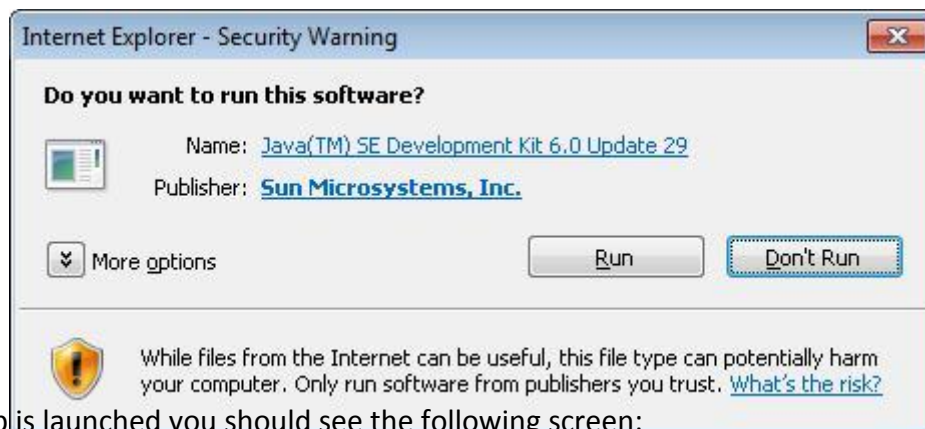 Internet Explorer - Security Warning
Do you want to run this software?
Name: Java(TM) SE Development Kit 6.0 Update 29
Publisher: Sun Microsystems, Inc.
More options
Run
Don't Run
While files from the Internet can be useful, this file type can potentially harm
your computer. Only run software from publishers you trust. What's the risk?
is launched you should see the following screen: